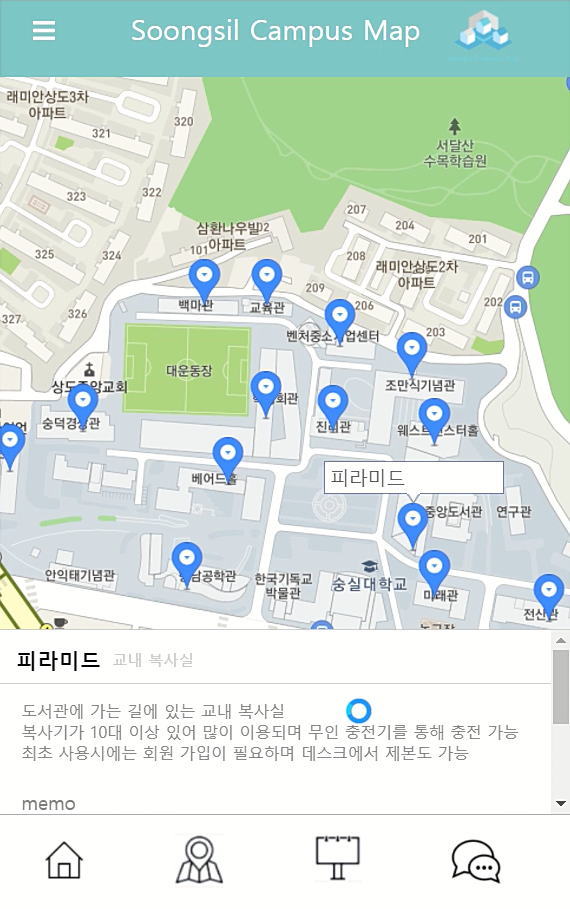 Soongsil Campus Map
래미안상도3차
아파트
321
320
323
322
324
325
326
327
서달산
수목학습원
삼환나우빌
아파트
101
207
204
201
208
래미안상도2차
아파트
209
206
202
203
백마관
교육관
벤처중소기업센터
대운동장
조만식기념관
상도중앙교회
숭덕경상관
학생회관
진리관
웨스트민스터홀
베어드홀
피라미드
중앙도서관
연구관
안익태기념관
형남공학관
한국기독교
박물관
숭실대학교
미래관
전산관
피라미드 교내 복사실
도서관에 가는 길에 있는 교내 복사실
복사기가 10대 이상 있어 많이 이용되며 무인 충전기를 통해 충전 가능
최초 사용시에는 회원 가입이 필요하며 데스크에서 제본도 가능
memo